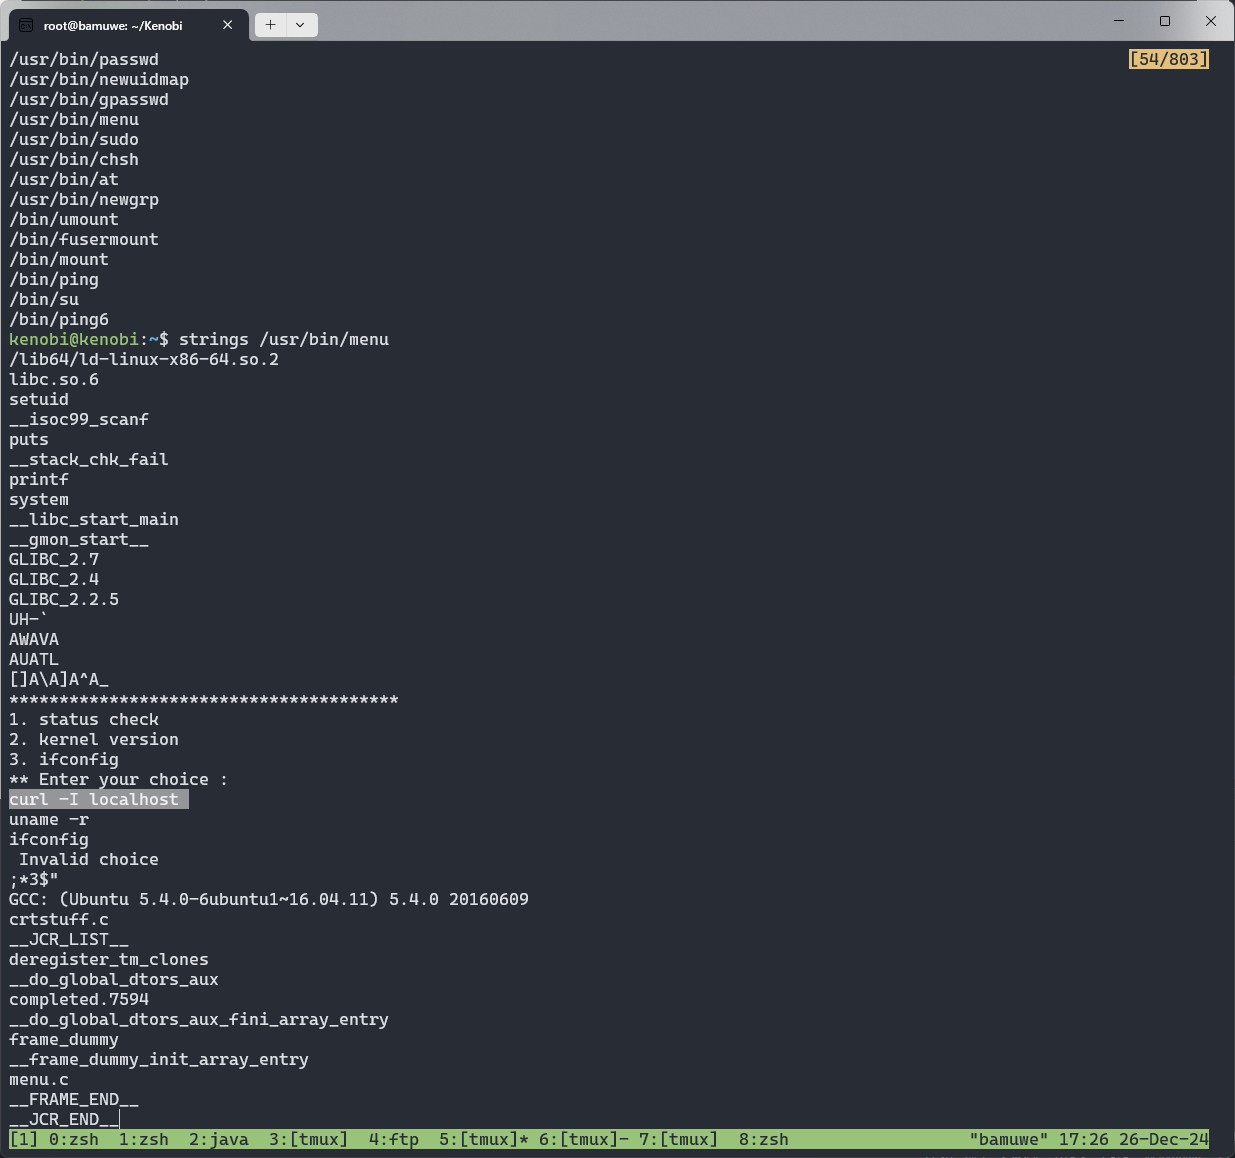 root@bamuwe: ~/Kenobi
/usr/bin/passwd
[54/803]
/usr/bin/newuidmap
/usr/bin/gpasswd
/usr/bin/menu
/usr/bin/sudo
/usr/bin/chsh
/usr/bin/at
/usr/bin/newgrp
/bin/umount
/bin/fusermount
/bin/mount
/bin/ping
/bin/su
/bin/ping6
kenobi@kenobi:~$ strings /usr/bin/menu
/lib64/ld-linux-x86-64.so.2
libc.so.6
setuid
__isoc99_scanf
puts
__stack_chk_fail
printf
system
__libc_start_main
__gmon_start__
GLIBC_2.7
GLIBC_2.4
GLIBC_2.2.5
UH-`
AWAVA
AUATL
[]A\A]A^A_
***************************************
1. status check
2. kernel version
3. ifconfig
** Enter your choice :
curl -I localhost
uname -r
ifconfig
 Invalid choice
;*3$"
GCC: (Ubuntu 5.4.0-6ubuntu1~16.04.11) 5.4.0 20160609
crtstuff.c
__JCR_LIST__
deregister_tm_clones
__do_global_dtors_aux
completed.7594
__do_global_dtors_aux_fini_array_entry
frame_dummy
__frame_dummy_init_array_entry
menu.c
__FRAME_END__
__JCR_END__
[1] 0:zsh  1:zsh  2:java  3:[tmux]  4:ftp  5:[tmux]* 6:[tmux]- 7:[tmux]  8:zsh "bamuwe" 17:26 26-Dec-24